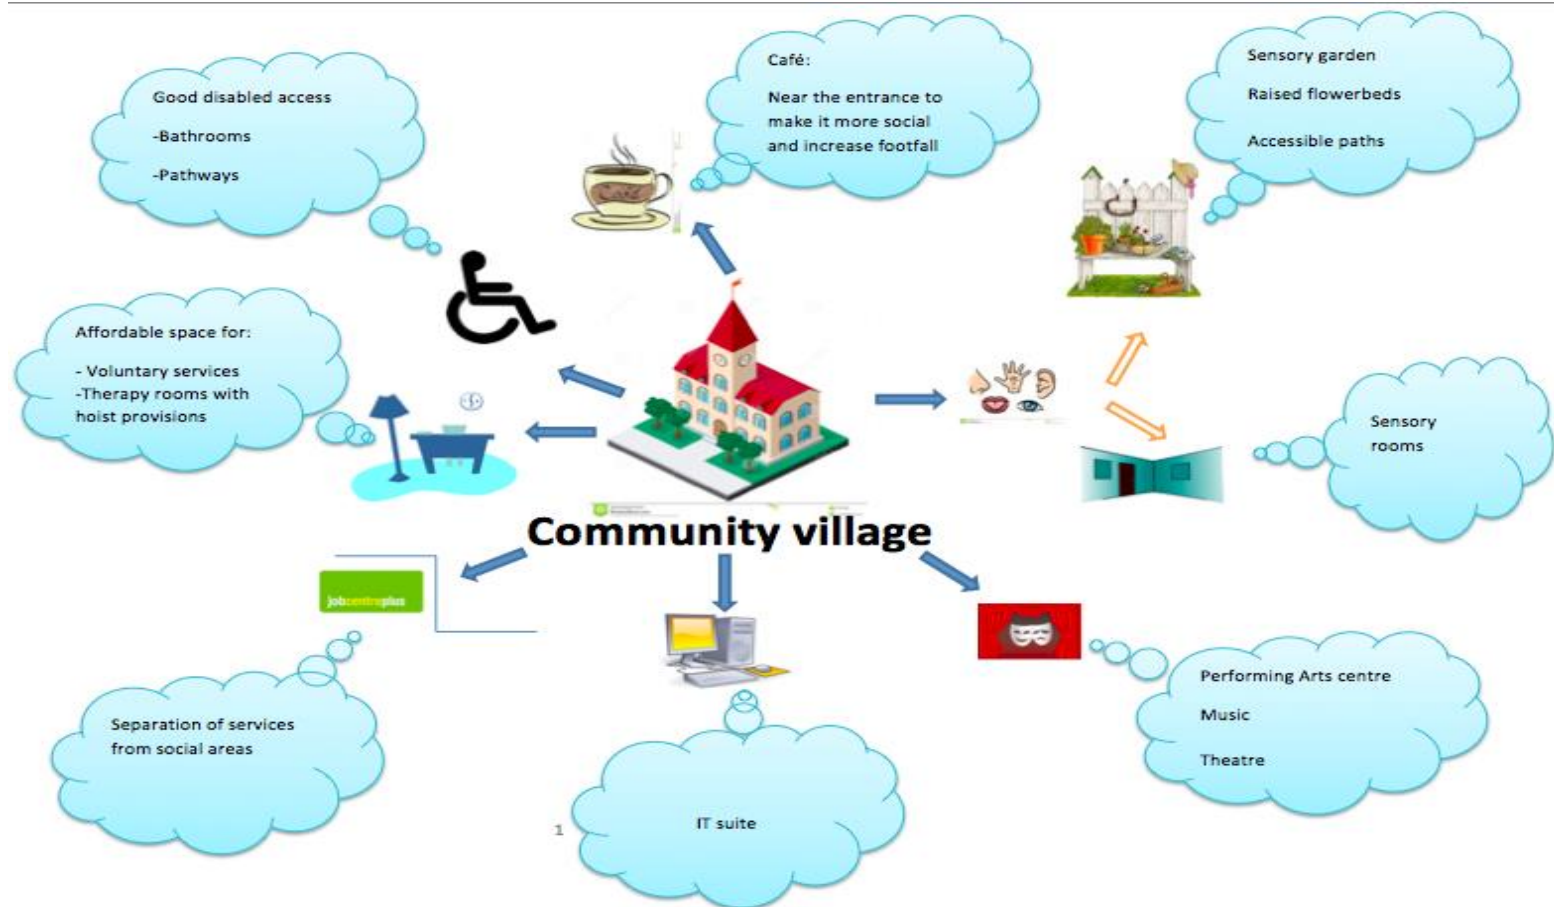 Good disabled access
-Bathrooms
-Pathways
Café:
Near the entrance to
make it more social
and increase footfall
Sensory garden
Raised flowerbeds
Accessible paths
Affordable space for:
- Voluntary services
-Therapy rooms with
hoist provisions
Sensory
rooms
Community village
jobcentreplus
Separation of services
from social areas
IT suite
1
Performing Arts centre
Music
Theatre